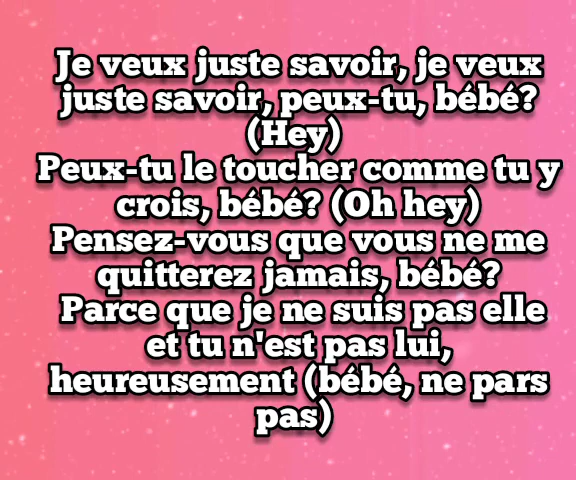 Je veux juste savoir, je veux
juste savoir, peux-tu, bébé?
(Hey)
Peux-tu le toucher comme tu y
crois, bébé? (Oh hey)
Pensez-vous que vous ne me
quitterez jamais, bébé?
Parce que je ne suis pas elle
et tu n'est pas lui,
heureusement (bébé, ne pars
pas)